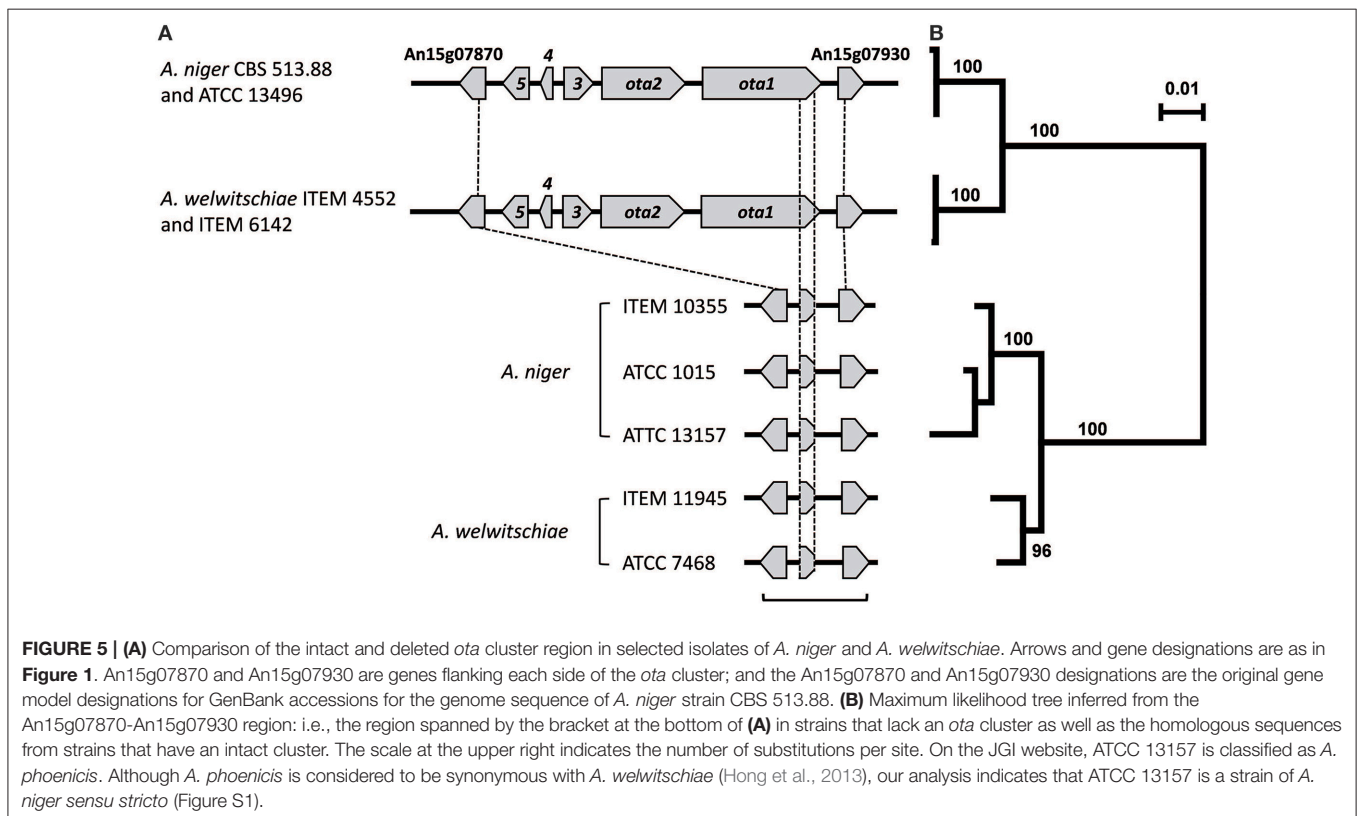 A
B
An15g07870
4
An15g07930
A. niger CBS 513.88
and ATCC 13496
5
3
ota2
ota1
100
0.01
100
A. welwitschiae ITEM 4552
and ITEM 6142
4
5
3
ota2
ota1
100
ITEM 10355
100
A. niger
ATCC 1015
ATTC 13157
100
ITEM 11945
A. welwitschiae
96
ATCC 7468
FIGURE 5 | (A) Comparison of the intact and deleted ota cluster region in selected isolates of A. niger and A. welwitschiae. Arrows and gene designations are as in
Figure 1. An15g07870 and An15g07930 are genes flanking each side of the ota cluster; and the An15g07870 and An15g07930 designations are the original gene
model designations for GenBank accessions for the genome sequence of A. niger strain CBS 513.88. (B) Maximum likelihood tree inferred from the
An15g07870-An15g07930 region: i.e., the region spanned by the bracket at the bottom of (A) in strains that lack an ota cluster as well as the homologous sequences
from strains that have an intact cluster. The scale at the upper right indicates the number of substitutions per site. On the JGI website, ATCC 13157 is classified as A.
phoenicis. Although A. phoenicis is considered to be synonymous with A. welwitschiae (Hong et al., 2013), our analysis indicates that ATCC 13157 is a strain of A.
niger sensu stricto (Figure S1).